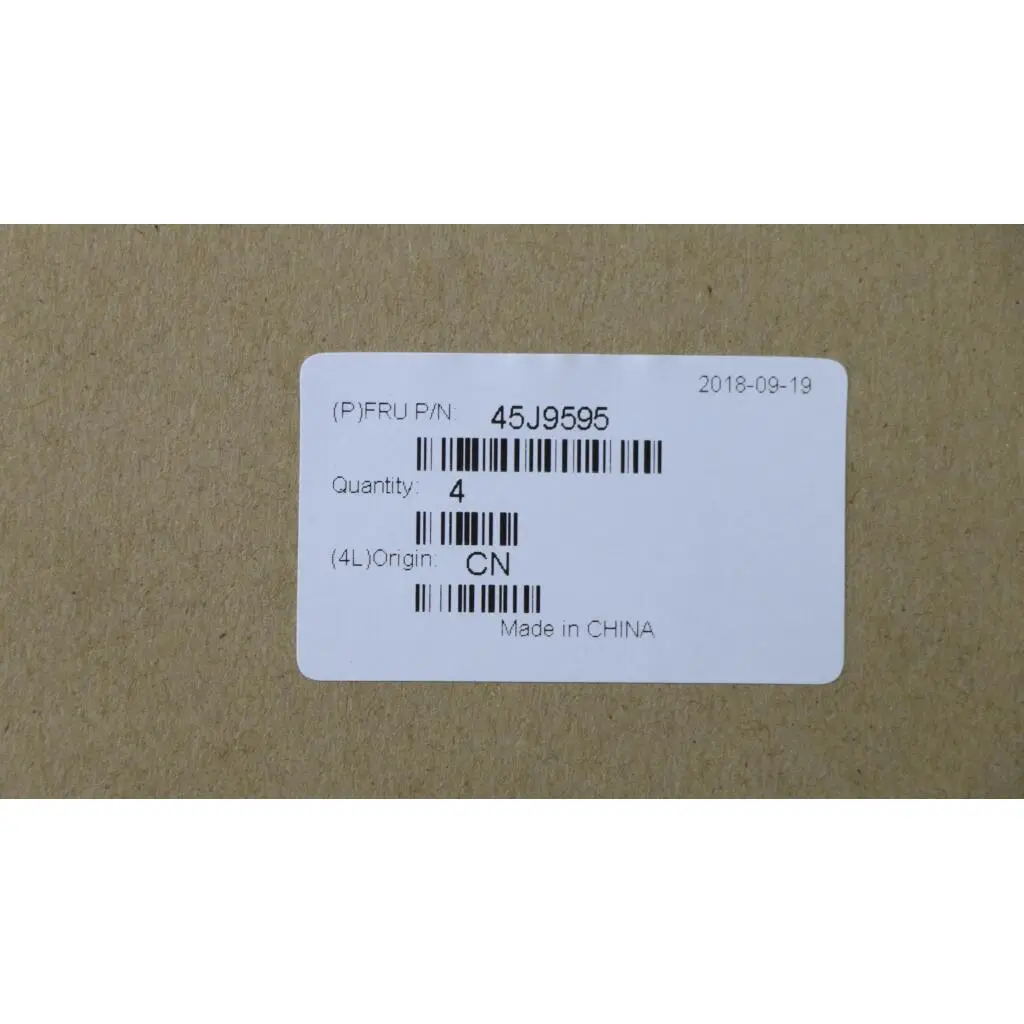 2018-09-19
(P)FRU P/N: 45J9595
Quantity: 4
(4L)Origin: CN
Made in CHINA